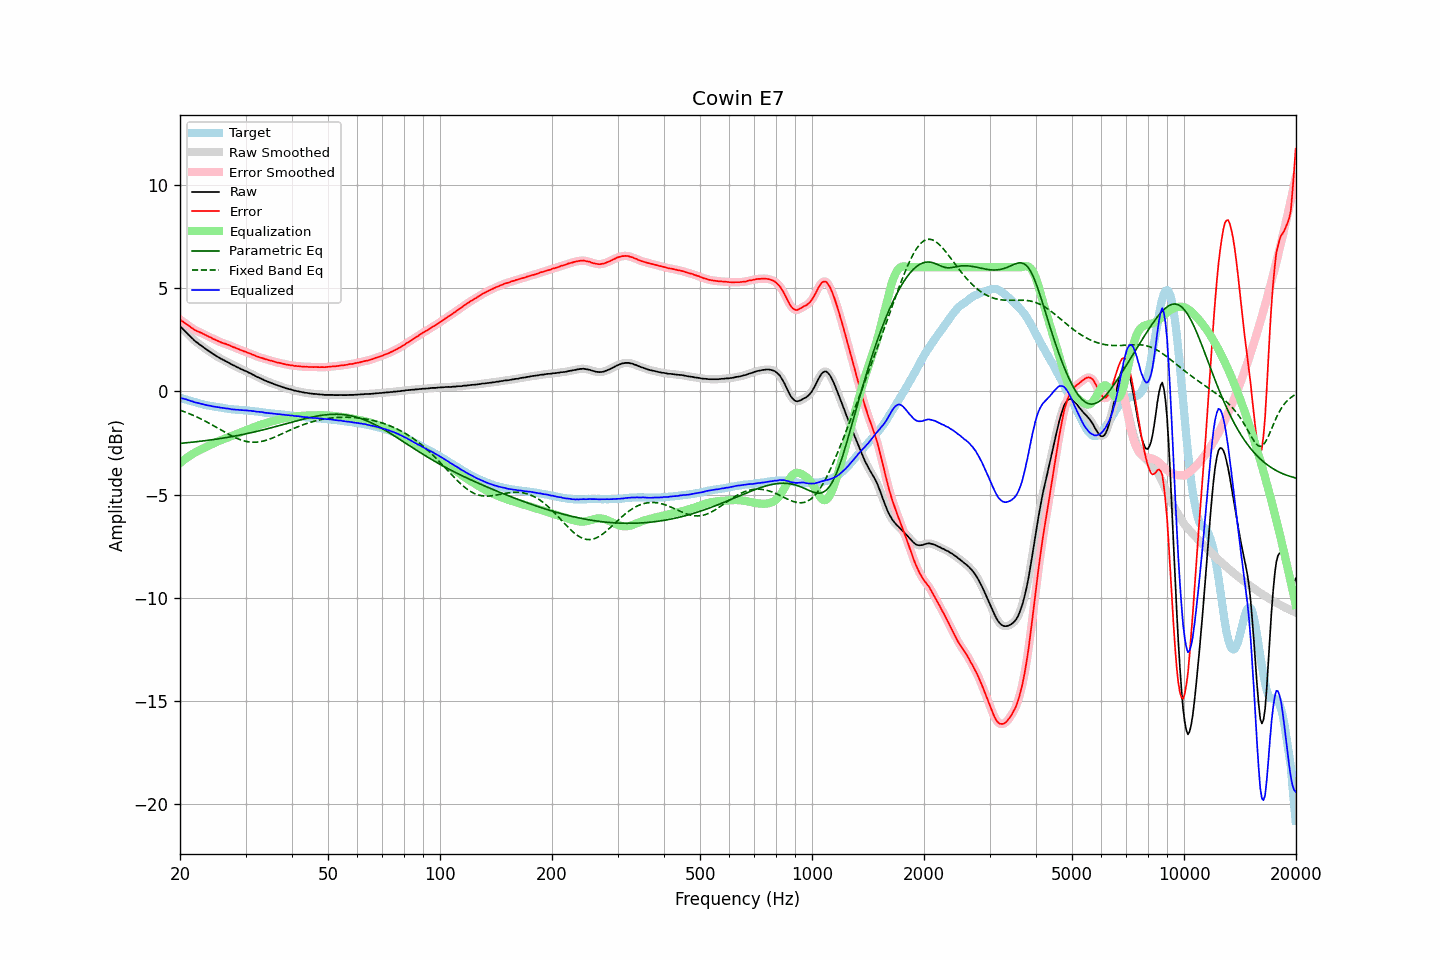 Cowin E7
Target
Raw Smoothed
Error Smoothed
Raw
Error
Equalization
Parametric Eq
Fixed Band Eq
Equalized
10
5
0
−5
−10
−15
−20
Amplitude (dBr)
20 50 100 200 500 1000 2000 5000 10000 20000
Frequency (Hz)